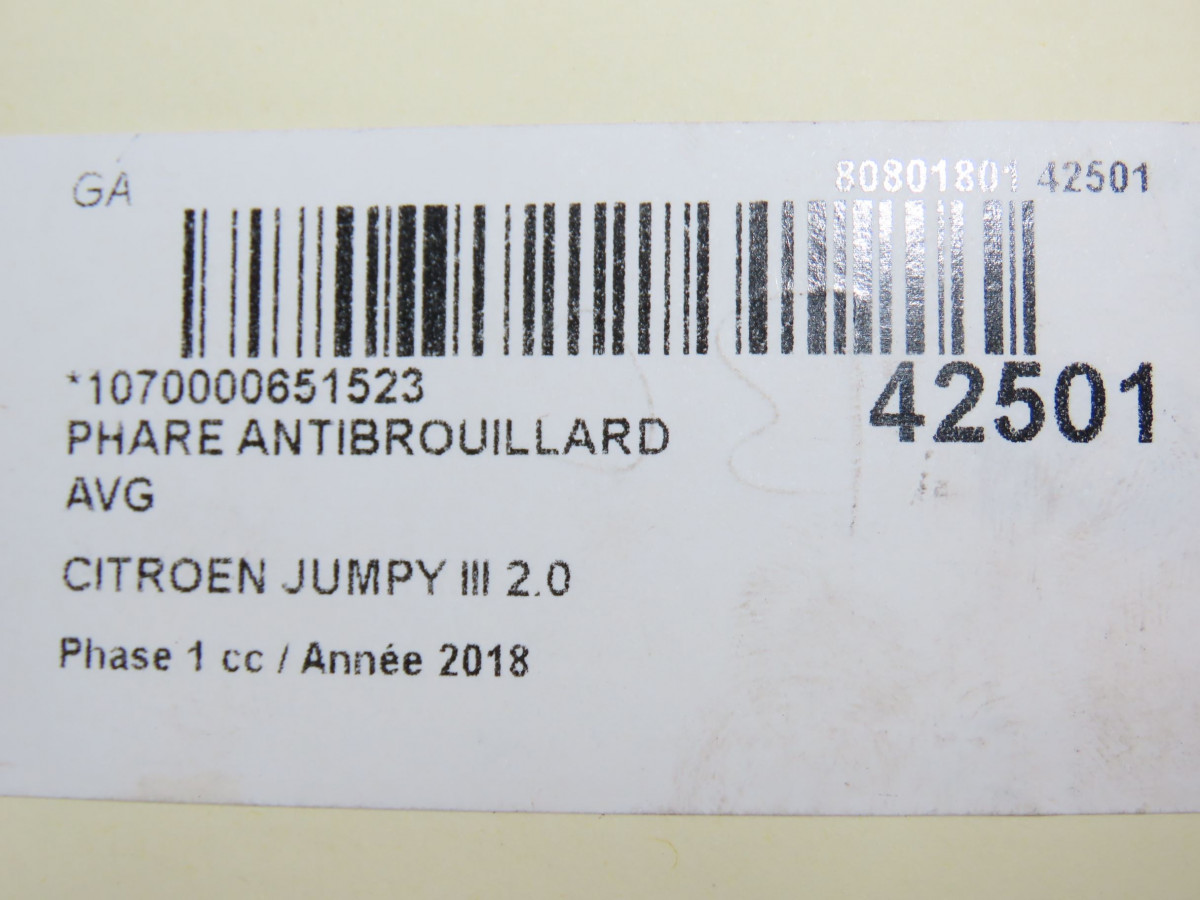 GA
80801801 42501
*1070000651523
42501
PHARE ANTIBROUILLARD
AVG
CITROEN JUMPY III 2.0
Phase 1 cc / Année 2018